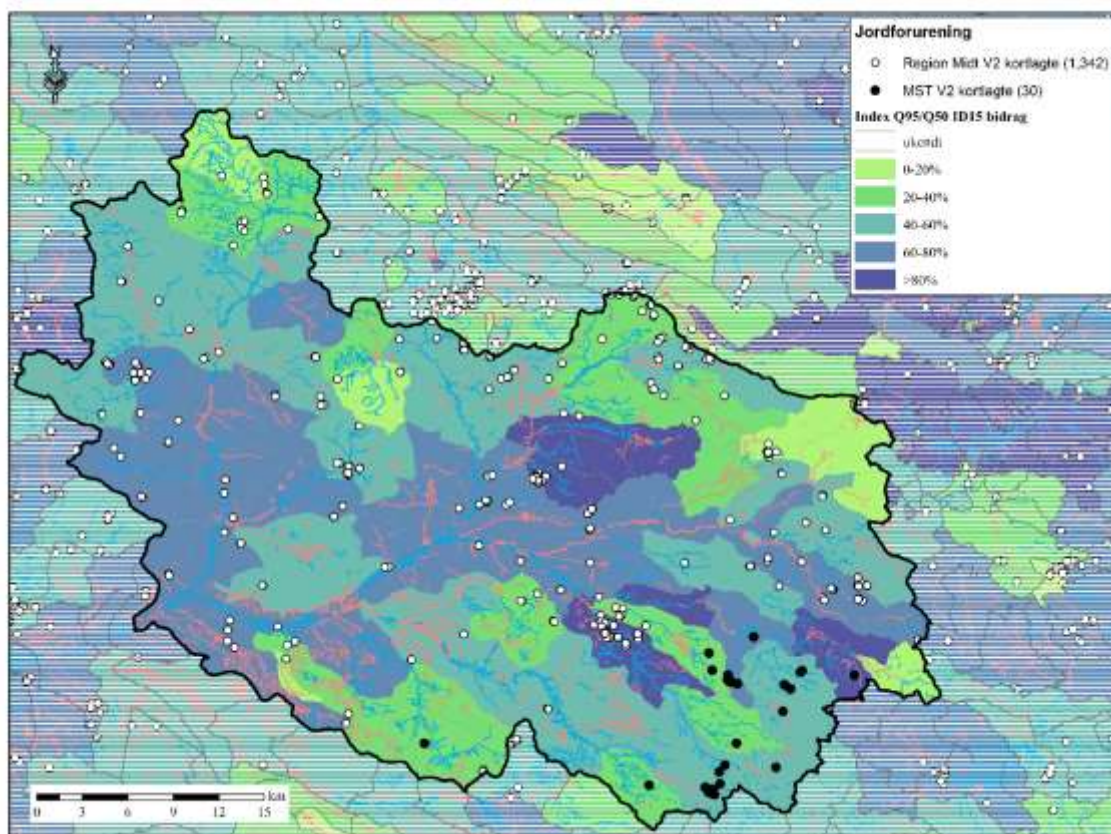 N
Jordforurening
Region Midt V2 kortlagte (1,342)
MST V2 kortlagte (30)
Index Q95/Q50 ID15 bidrag
ukendt
0-20%
20-40%
40-60%
60-80%
>80%
km
0 3 6 9 12 15